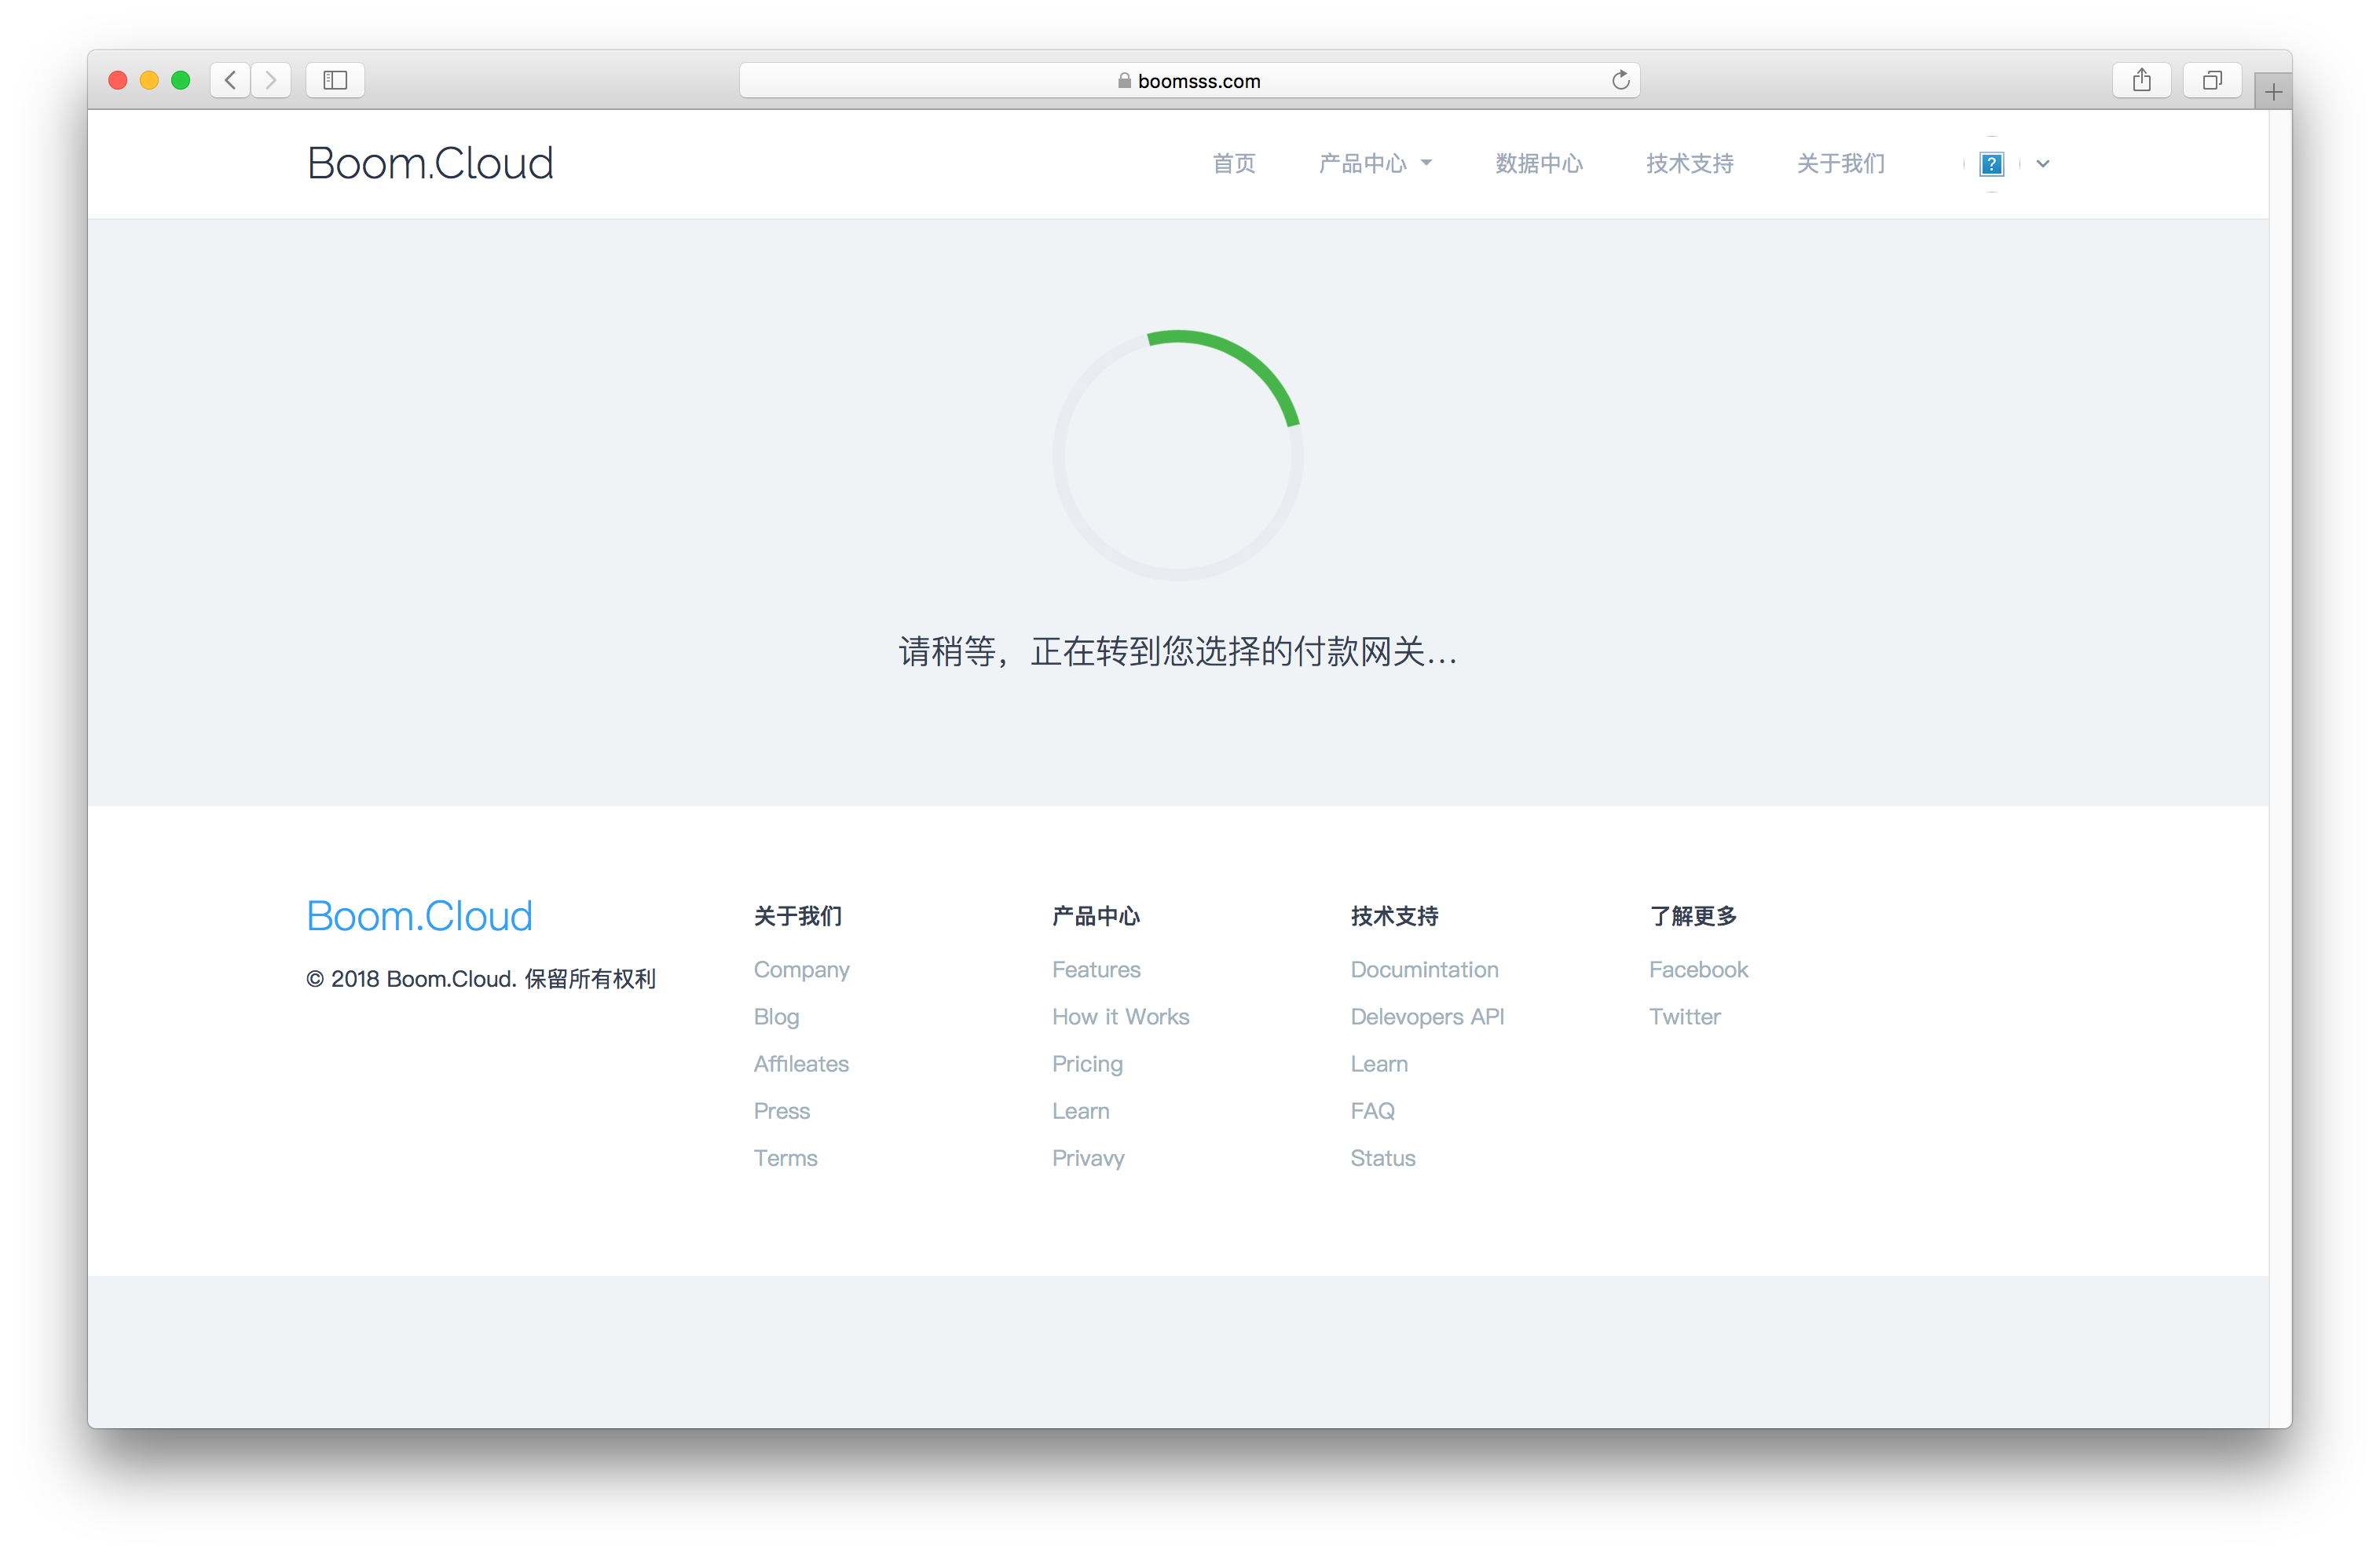 boomsss.com
Boom.Cloud
首页
产品中心
数据中心
技术支持
关于我们
?
请稍等，正在转到您选择的付款网关...
Boom.Cloud
© 2018 Boom.Cloud. 保留所有权利
关于我们
Company
Blog
Affileates
Press
Terms
产品中心
Features
How it Works
Pricing
Learn
Privavy
技术支持
Documintation
Delevopers API
Learn
FAQ
Status
了解更多
Facebook
Twitter